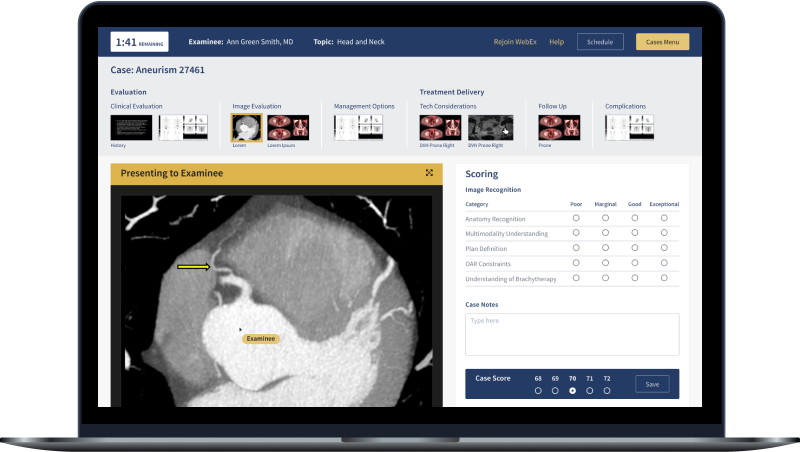 1:41 REMAINING
Examinee: Ann Green Smith, MD
Topic: Head and Neck
Rejoin WebEx
Help
Schedule
Cases Menu
Case: Aneurism 27461
Evaluation
Treatment Delivery
Clinical Evaluation
Image Evaluation
Management Options
Tech Considerations
Follow Up
Complications
History
Lorem
Lorem Ipsum
DVH Prone Right
DVH Prone Right
Prone
Presenting to Examinee
Examinee
Scoring
Image Recognition
Category Poor Marginal Good Exceptional
Anatomy Recognition
Multimodality Understanding
Plan Definition
OAR Constraints
Understanding of Brachytherapy
Case Notes
Type here
Case Score 68 69 70 71 72
Save